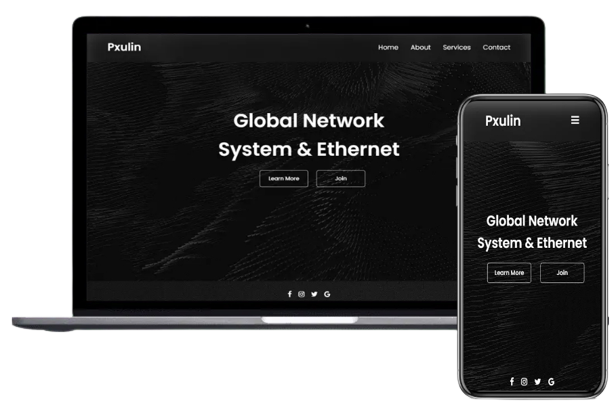 Pxulin
Home About Services Contact
Global Network
System & Ethernet
Learn More Join
f G
Pxulin
Global Network
System & Ethernet
Learn More Join
f G